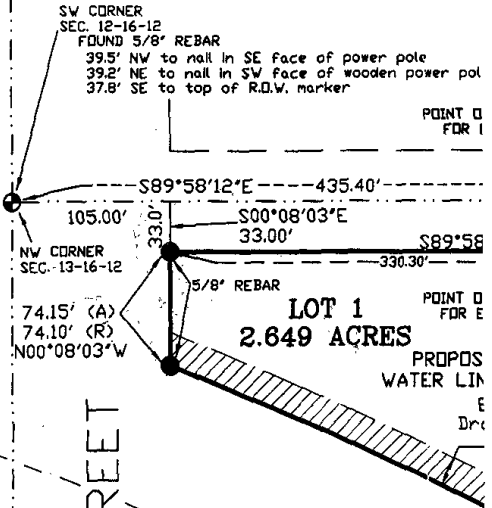 SW CORNER
SEC. 12-16-12
FOUND 5/8" REBAR
39.5' NW to nail in SE face of power pole
39.2' NE to nail in SW face of wooden power pol
37.8' SE to top of R.O.W. marker
POINT O
FOR
S89°58'12"E
435.40'
105.00'
33.0'
S00°08'03"E
33.00'
NW CORNER
SEC. 13-16-12
S89°58
330.30'
5/8" REBAR
74.15' (A)
74.10' (R)
N00°08'03"W
LOT 1
2.649 ACRES
POINT O
FOR E
PROPOS
WATER LIN
E
Dra
REET